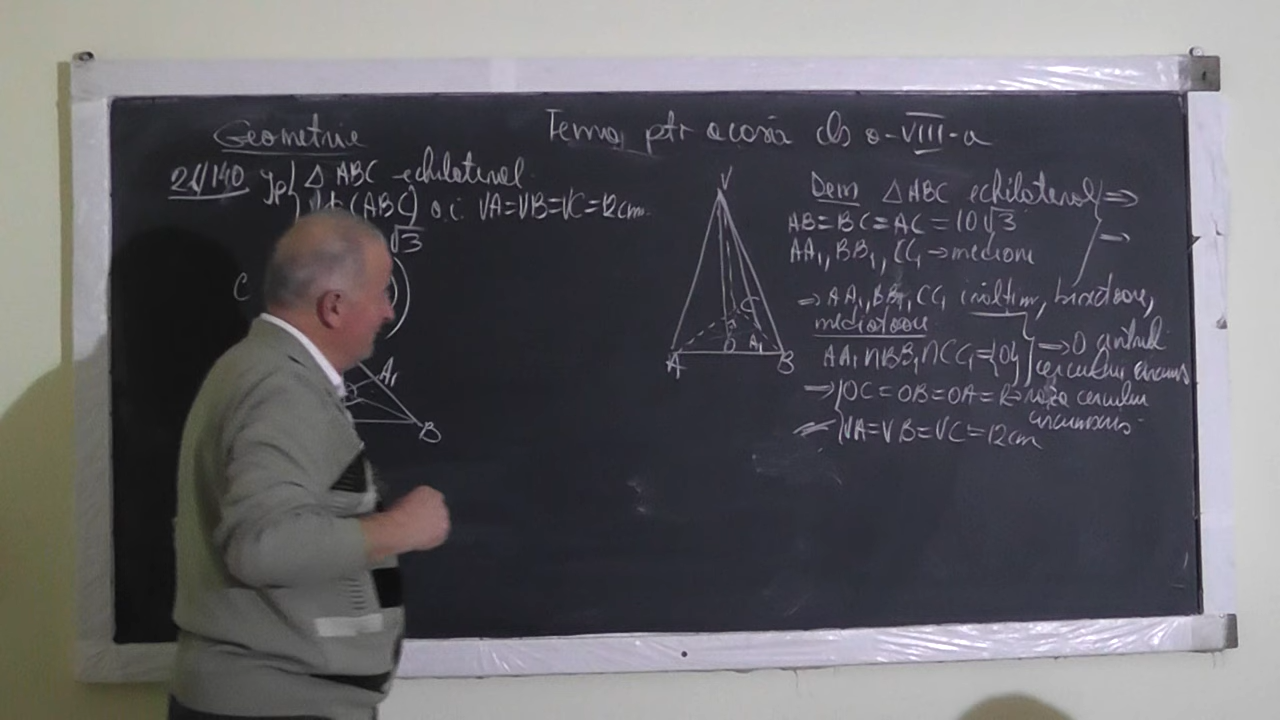 Geometrie
Tema ptr acasă cls a-VIII-a
21/140 Ip { △ ABC echilateral
(ABC) a.î. VA=VB=VC=12cm.
√3
C )
A₁
B
V
C
O A₁
A B
Dem △ABC echilateral ⇒
AB=BC=AC=10√3 ⇒
AA₁, BB₁, CC₁ → mediane
⇒ AA₁, BB₁, CC₁ înălțimi, bisectoare,
mediatoare
AA₁∩BB₁∩CC₁={O} ⇒ O centrul
cercului circums
⇒ OC=OB=OA=R → raza cercului
circumscris
VA=VB=VC=12cm